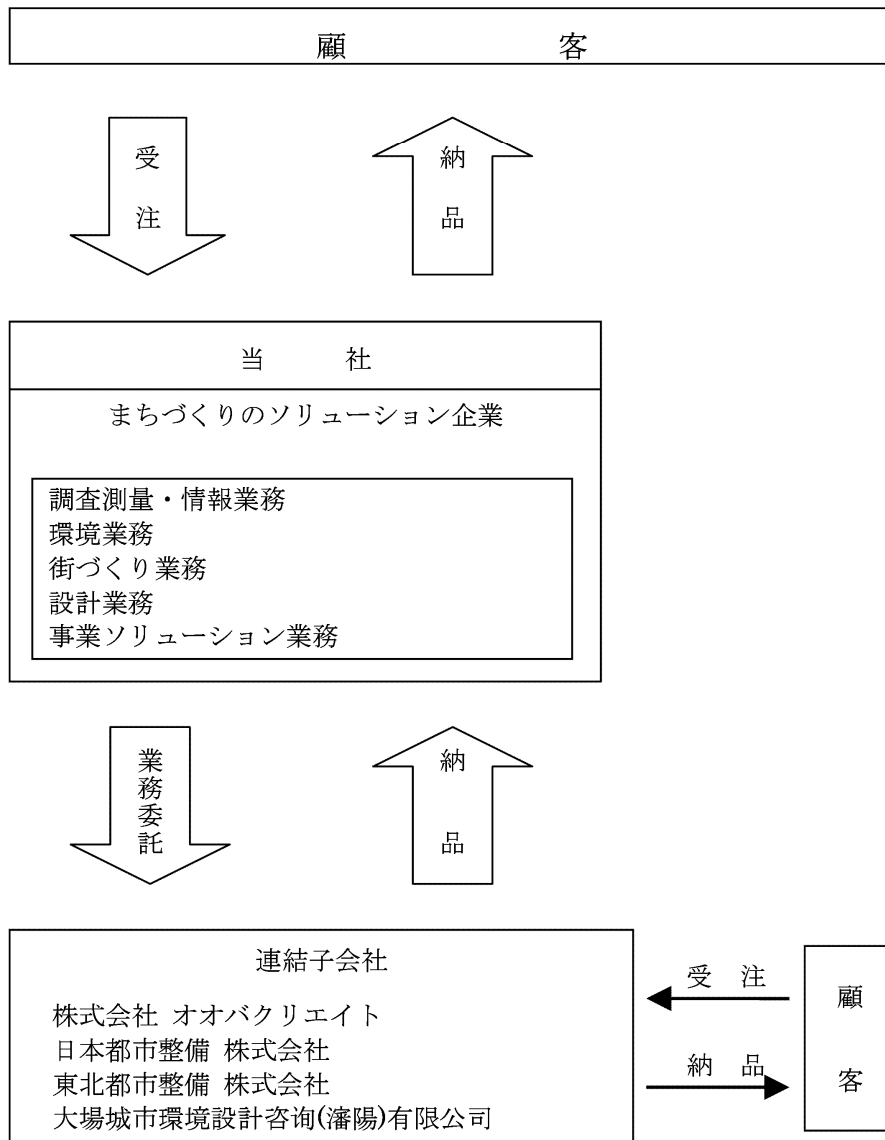 顧 客
受注
納品
当 社
まちづくりのソリューション企業
調査測量・情報業務
環境業務
街づくり業務
設計業務
事業ソリューション業務
業務委託
納品
連結子会社
株式会社 オオバクリエイト
日本都市整備 株式会社
東北都市整備 株式会社
大場城市環境設計咨询(瀋陽)有限公司
受 注
納 品
顧客